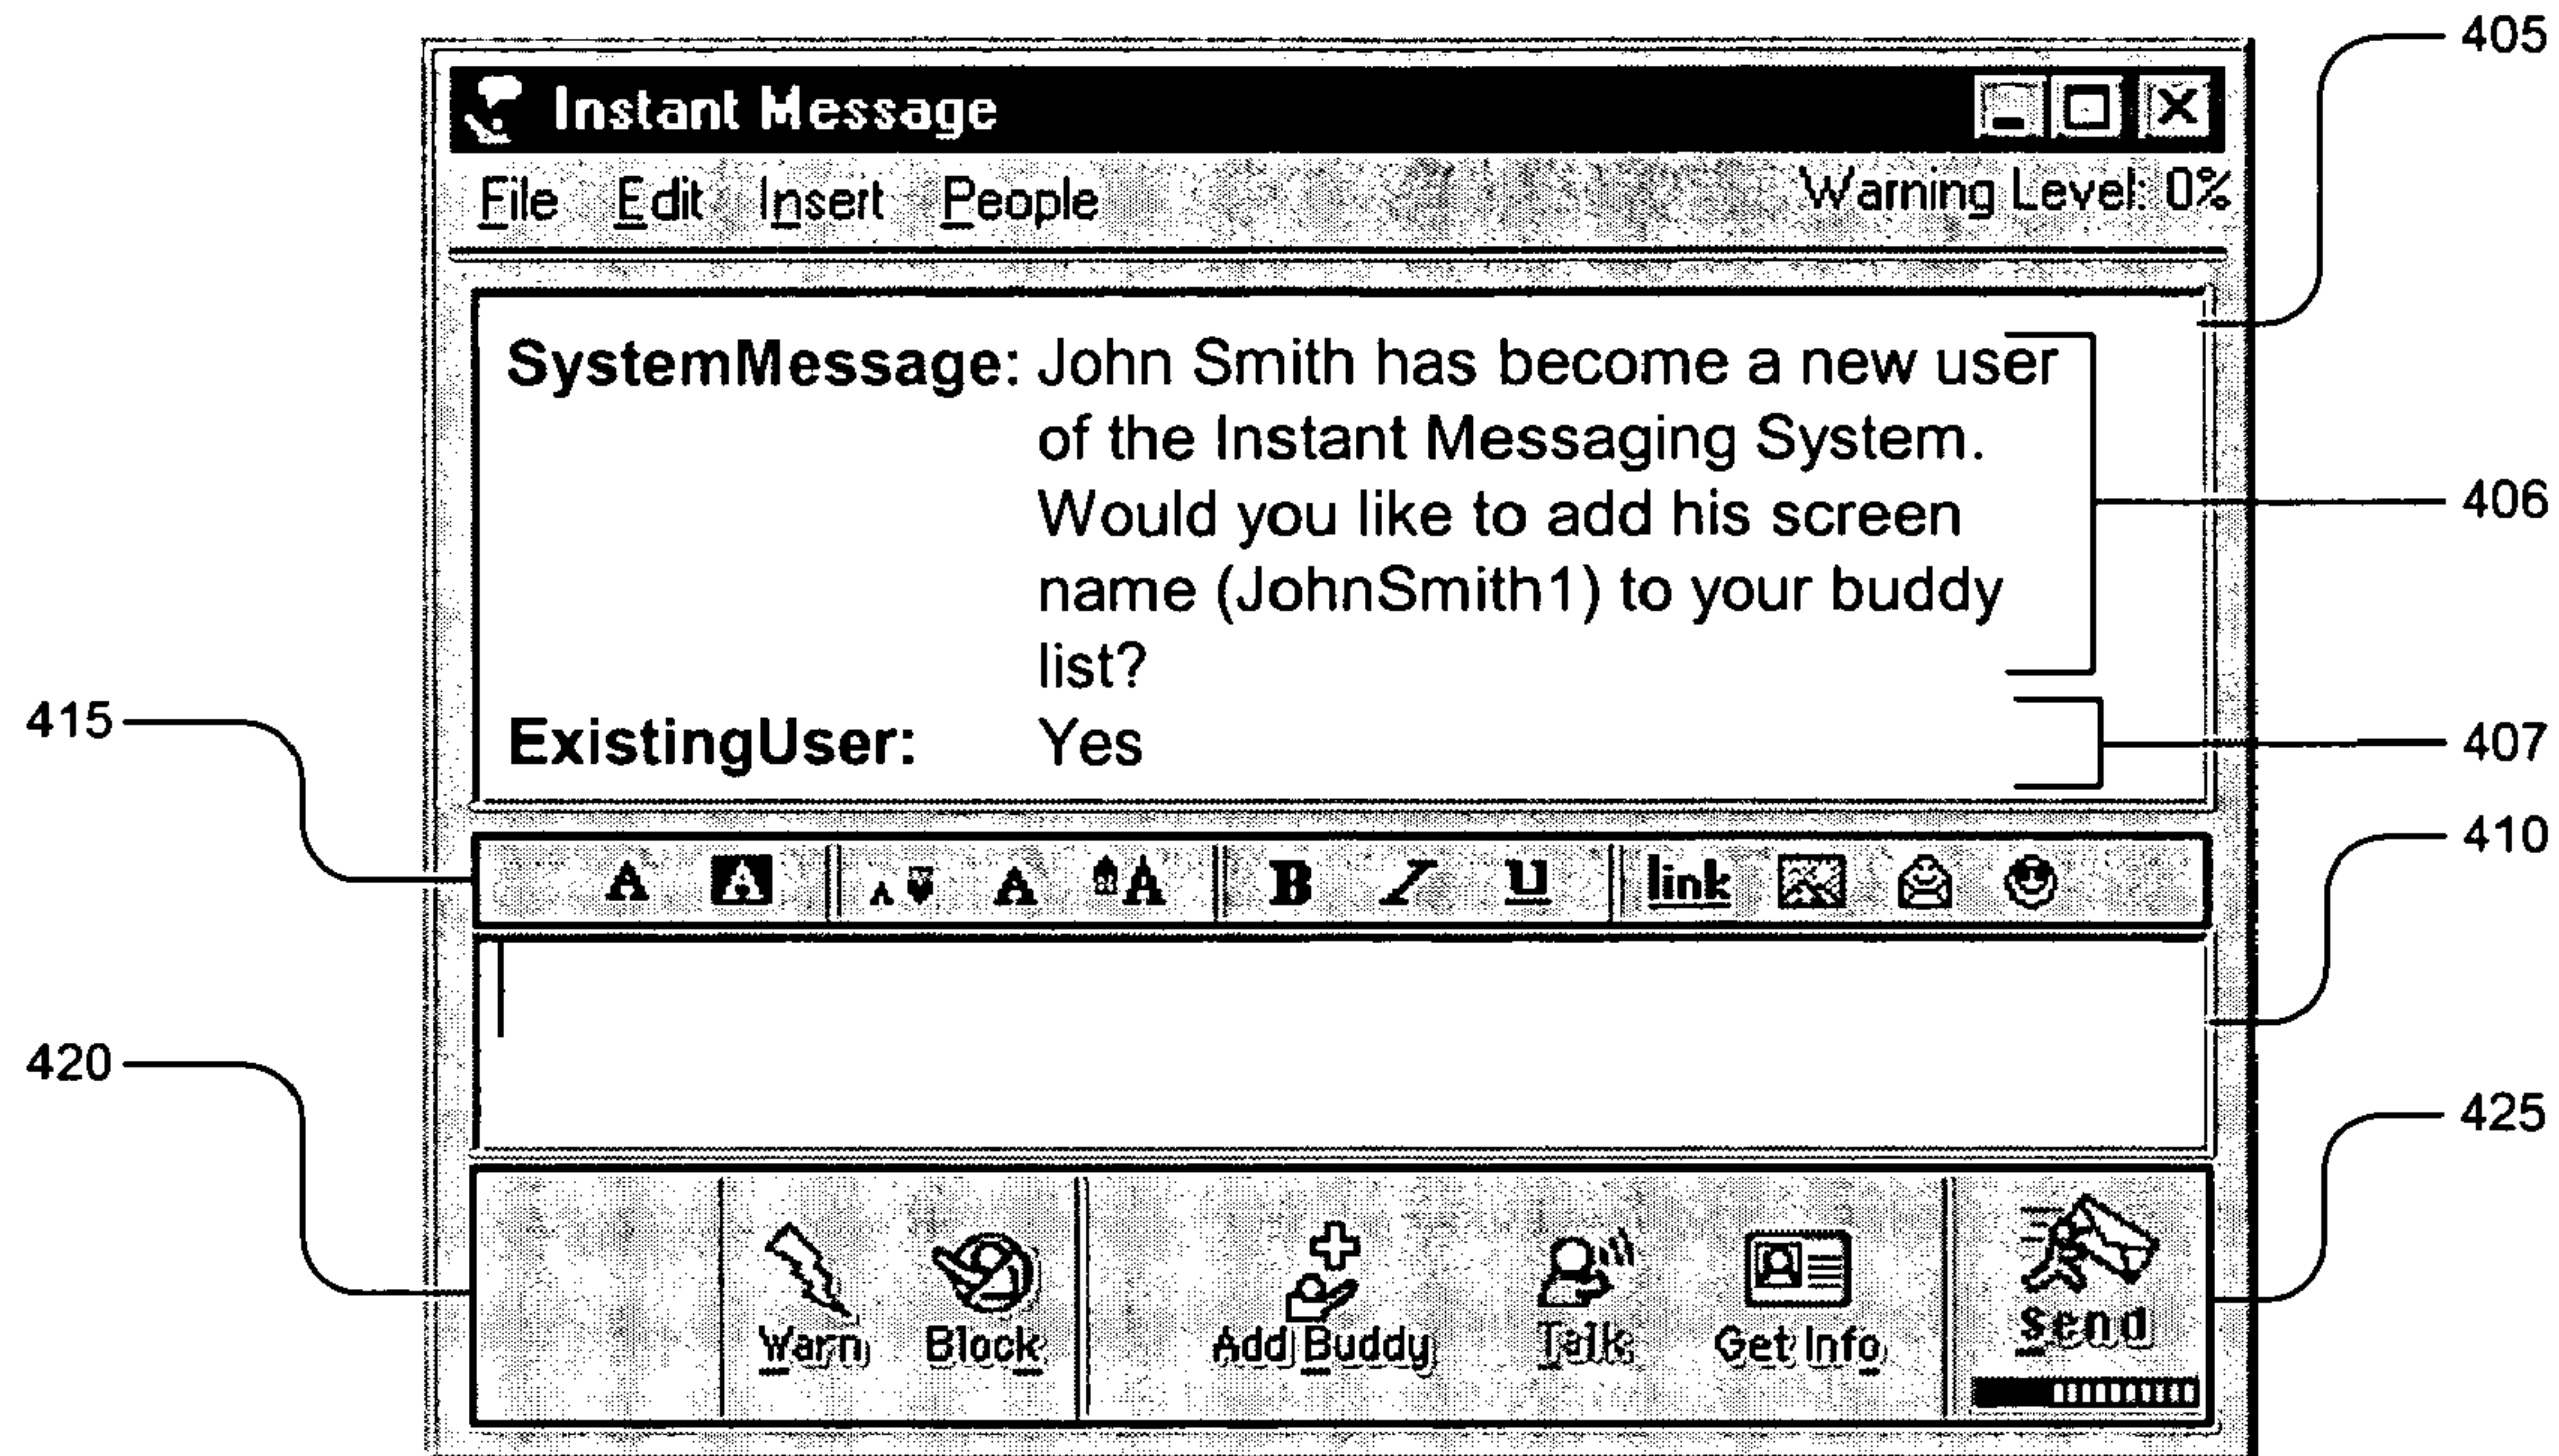 405
Instant Message
File Edit Insert People Warning Level: 0%
SystemMessage: John Smith has become a new user
of the Instant Messaging System.
Would you like to add his screen
name (JohnSmith1) to your buddy
list?
406
ExistingUser: Yes
407
415
410
A A A A A B I U link
420
425
Warn Block Add Buddy Talk Get Info Send